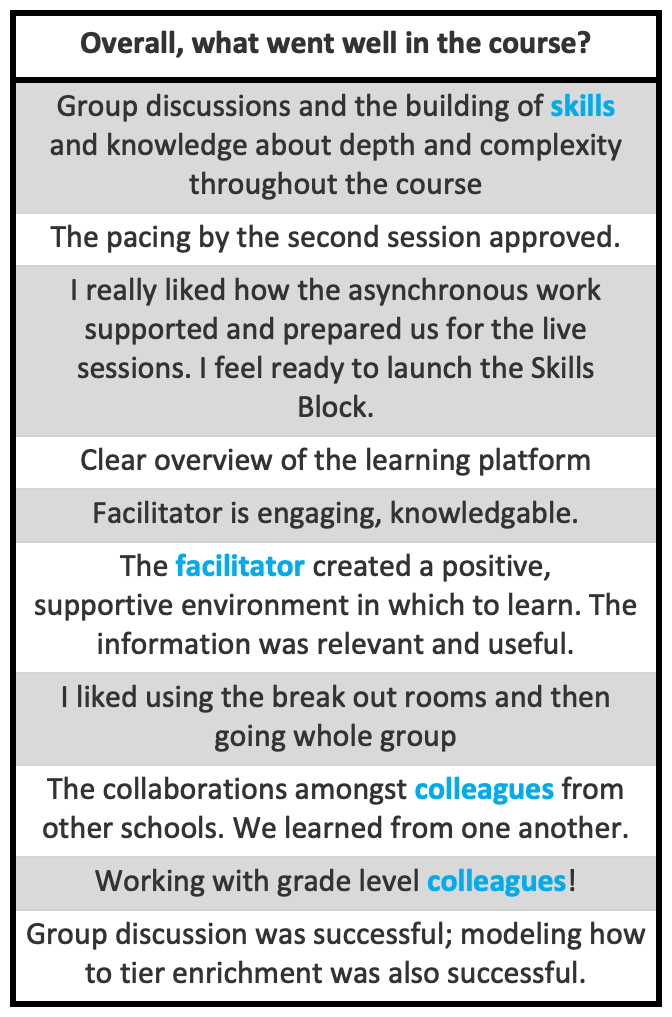 Overall, what went well in the course?
Group discussions and the building of skills
and knowledge about depth and complexity
throughout the course
The pacing by the second session approved.
I really liked how the asynchronous work
supported and prepared us for the live
sessions. I feel ready to launch the Skills
Block.
Clear overview of the learning platform
Facilitator is engaging, knowledgable.
The facilitator created a positive,
supportive environment in which to learn. The
information was relevant and useful.
I liked using the break out rooms and then
going whole group
The collaborations amongst colleagues from
other schools. We learned from one another.
Working with grade level colleagues!
Group discussion was successful; modeling how
to tier enrichment was also successful.